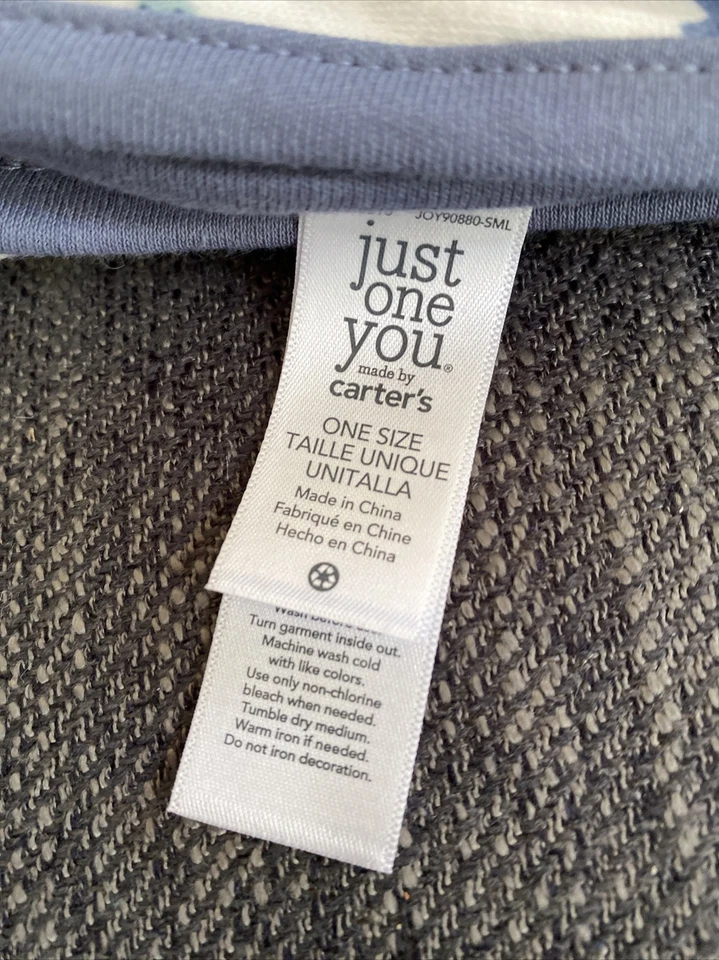 JOY90880-SML
just
one
you®
made by
carter's
ONE SIZE
TAILLE UNIQUE
UNITALLA
Made in China
Fabriqué en Chine
Hecho en China
Wash before
Turn garment inside out.
Machine wash cold
with like colors.
Use only non-chlorine
bleach when needed.
Tumble dry medium.
Warm iron if needed.
Do not iron decoration.